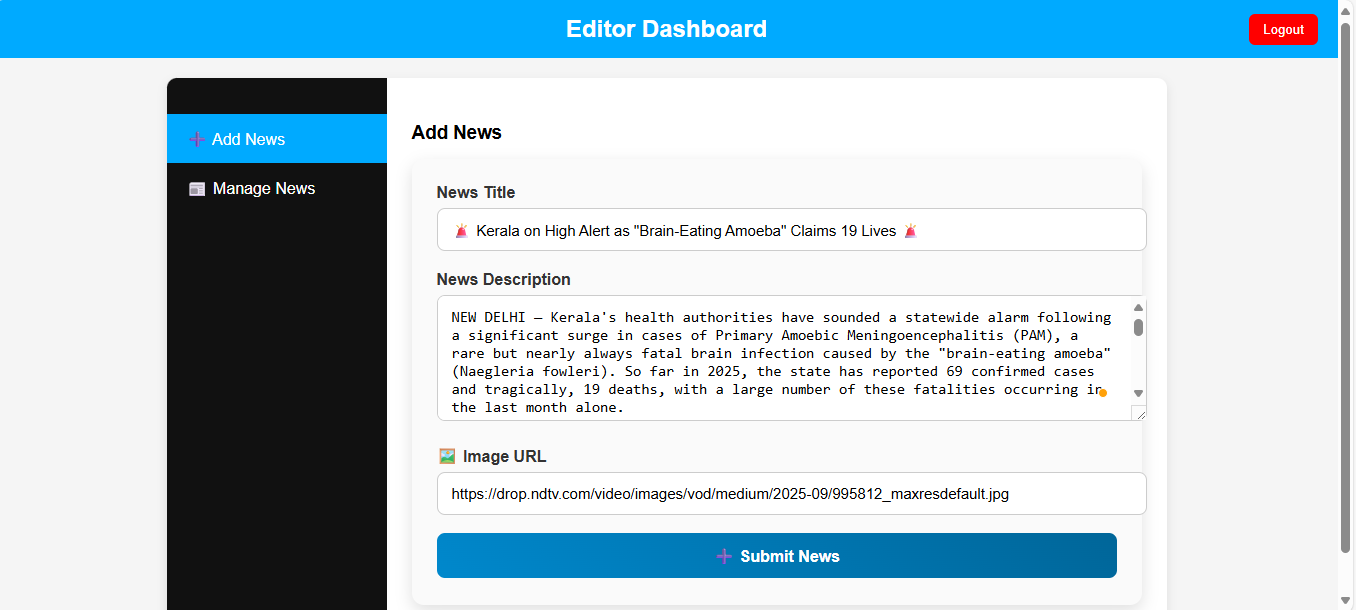 Editor Dashboard
Logout
➕ Add News
📰 Manage News
Add News
News Title
🚨 Kerala on High Alert as "Brain-Eating Amoeba" Claims 19 Lives 🚨
News Description
NEW DELHI – Kerala's health authorities have sounded a statewide alarm following
a significant surge in cases of Primary Amoebic Meningoencephalitis (PAM), a
rare but nearly always fatal brain infection caused by the "brain-eating amoeba"
(Naegleria fowleri). So far in 2025, the state has reported 69 confirmed cases
and tragically, 19 deaths, with a large number of these fatalities occurring in
the last month alone.
🖼️ Image URL
https://drop.ndtv.com/video/images/vod/medium/2025-09/995812_maxresdefault.jpg
➕ Submit News